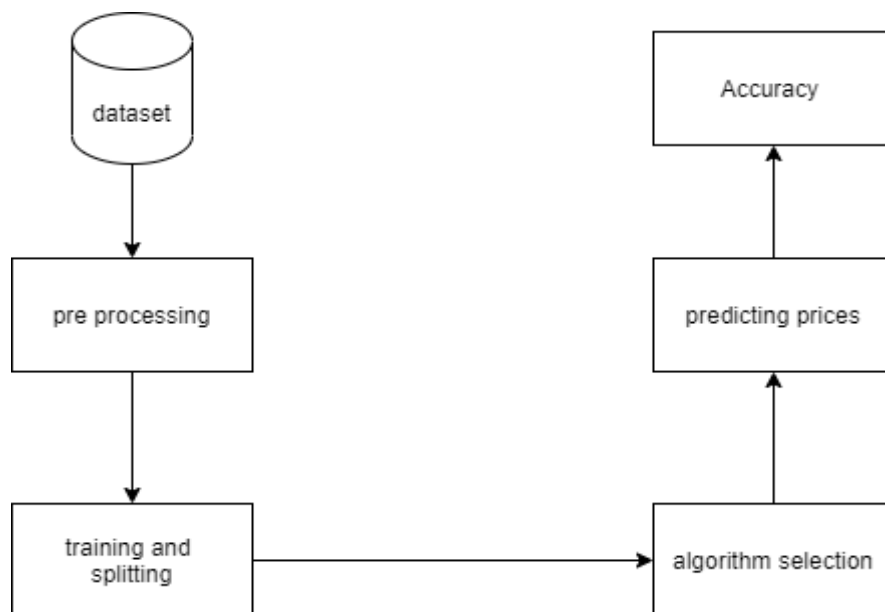 dataset
pre processing
training and
splitting
algorithm selection
predicting prices
Accuracy